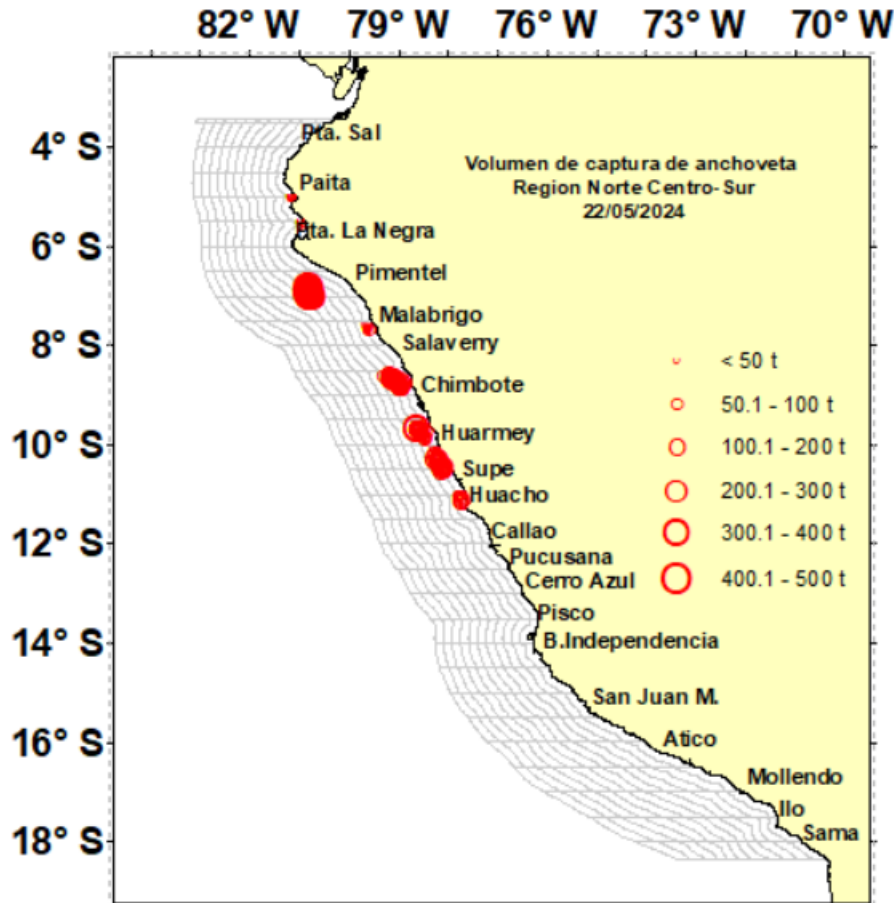 82° W 79° W 76° W 73° W 70° W
4° S
6° S
8° S
10° S
12° S
14° S
16° S
18° S
Volumen de captura de anchoveta
Region Norte Centro-Sur
22/05/2024
Pta. Sal
Paita
Pta. La Negra
Pimentel
Malabrigo
Salaverry
Chimbote
Huarmey
Supe
Huacho
Callao
Pucusana
Cerro Azul
Pisco
B.Independencia
San Juan M.
Atico
Mollendo
Ilo
Sama
< 50 t
50.1 - 100 t
100.1 - 200 t
200.1 - 300 t
300.1 - 400 t
400.1 - 500 t